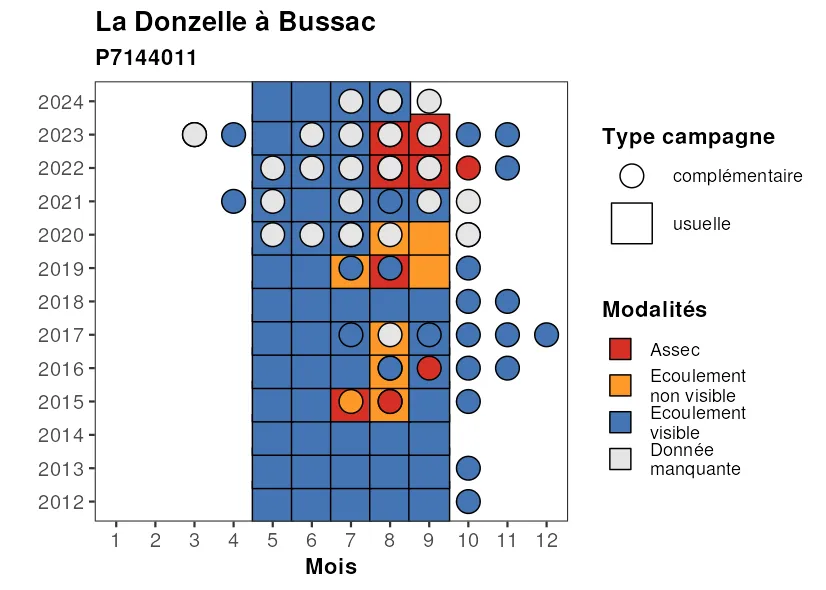 La Donzelle à Bussac
P7144011
2024
2023
2022
2021
2020
2019
2018
2017
2016
2015
2014
2013
2012
1 2 3 4 5 6 7 8 9 10 11 12
Mois
Type campagne
complémentaire
usuelle
Modalités
Assec
Ecoulement
non visible
Ecoulement
visible
Donnée
manquante